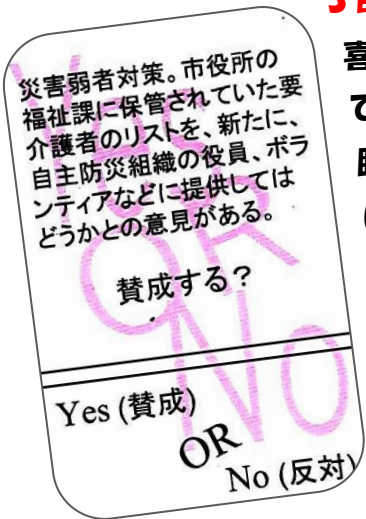 災害弱者対策。市役所の
福祉課に保管されていた要
介護者のリストを、新たに、
自主防災組織の役員、ボラ
ンティアなどに提供しては
どうかとの意見がある。
賛成する?
Yes (賛成)
OR
No (反対)
Yes
OR
No
喜
て